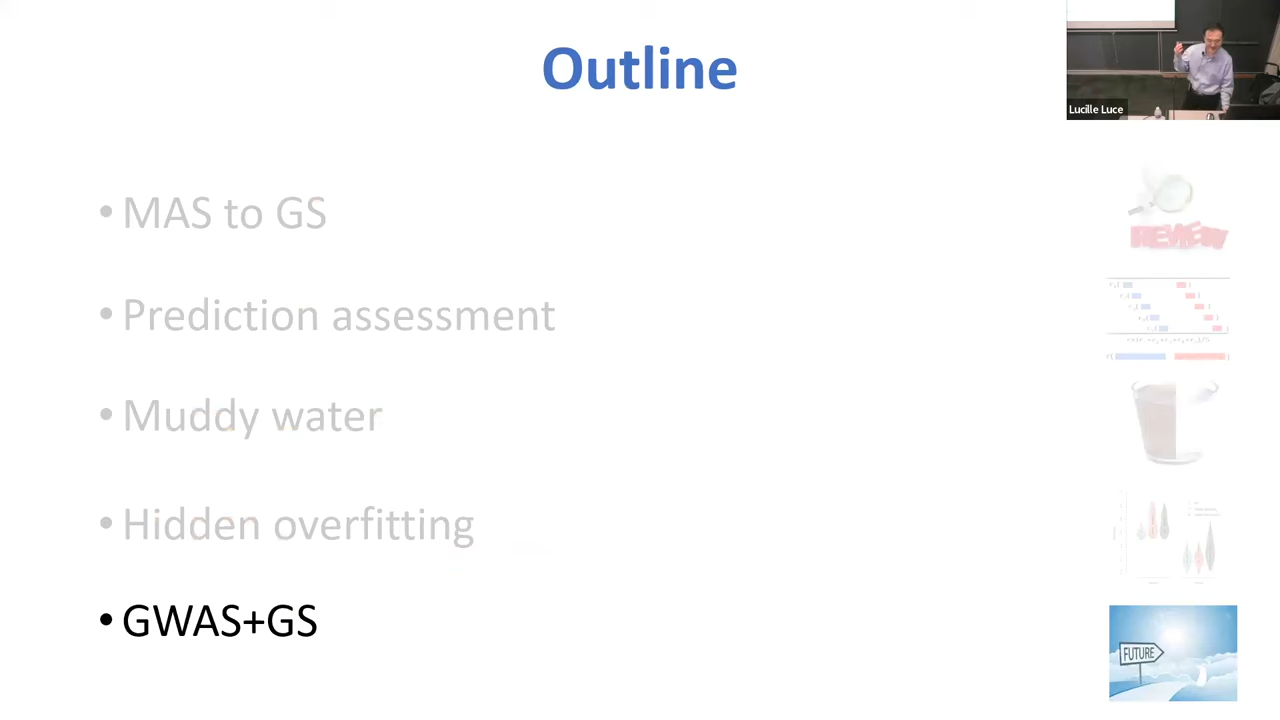 Outline
Lucille Luce
• MAS to GS
REVIEW
• Prediction assessment
• Muddy water
• Hidden overfitting
• GWAS+GS
FUTURE